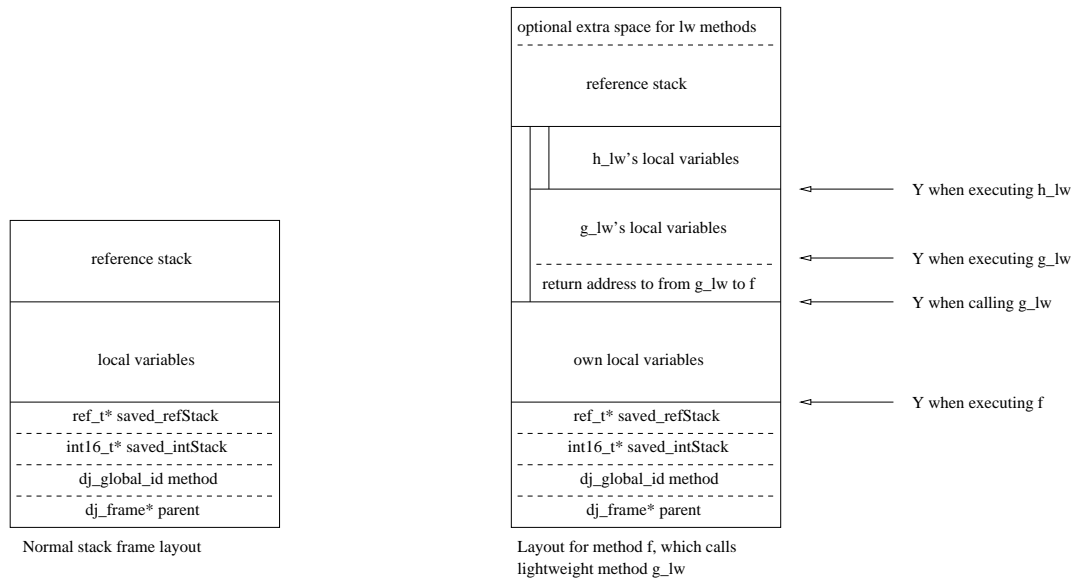 reference stack
local variables
ref_t* saved_refStack
int16_t* saved_intStack
dj_global_id method
dj_frame* parent
Normal stack frame layout
optional extra space for lw methods
reference stack
h_lw's local variables
g_lw's local variables
return address to from g_lw to f
own local variables
ref_t* saved_refStack
int16_t* saved_intStack
dj_global_id method
dj_frame* parent
Layout for method f, which calls
lightweight method g_lw
Y when executing h_lw
Y when executing g_lw
Y when calling g_lw
Y when executing f